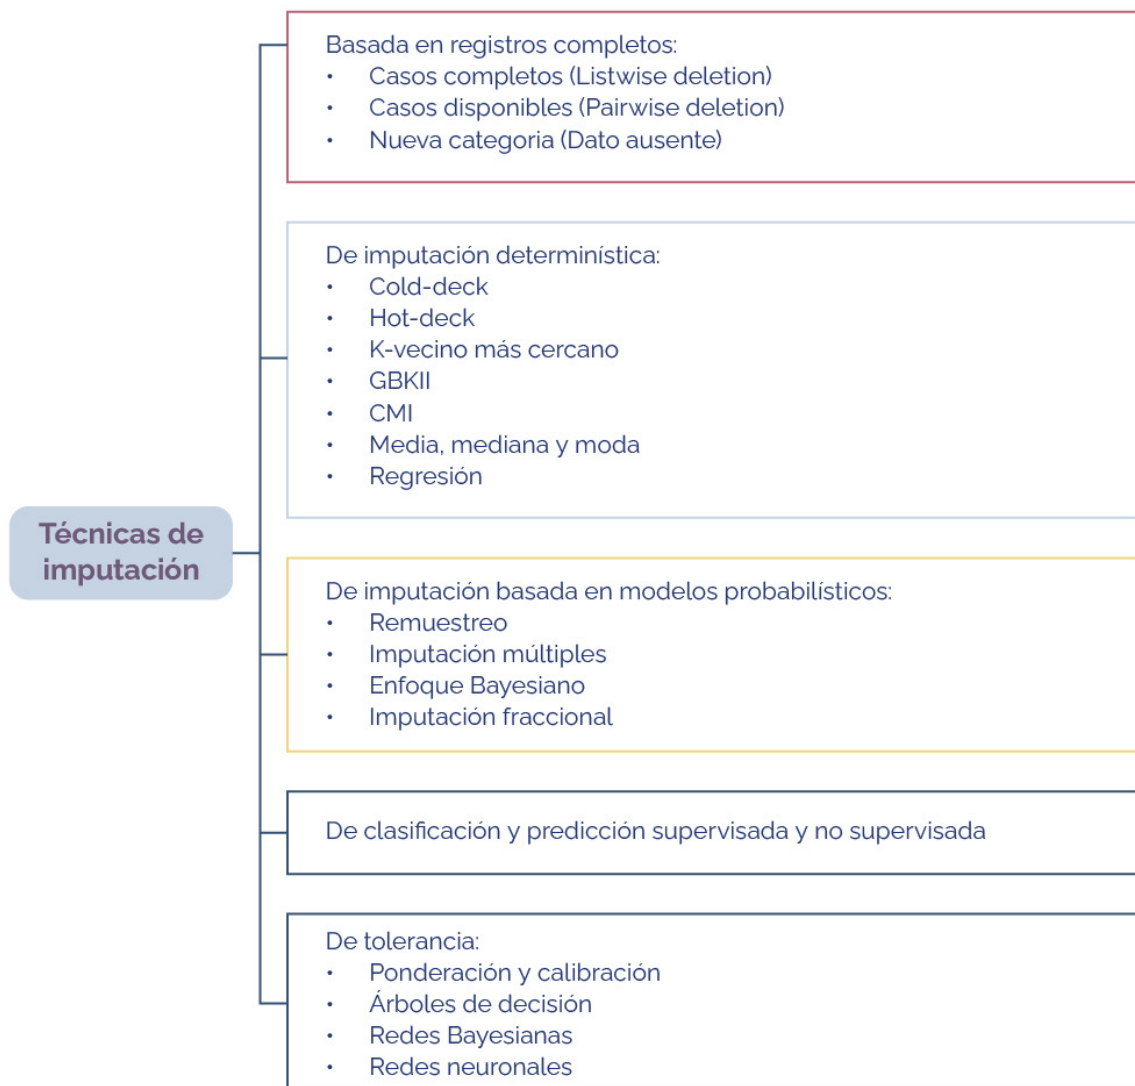 Basada en registros completos:
• Casos completos (Listwise deletion)
• Casos disponibles (Pairwise deletion)
• Nueva categoria (Dato ausente)
De imputación determinística:
• Cold-deck
• Hot-deck
• K-vecino más cercano
• GBKII
• CMI
• Media, mediana y moda
• Regresión
Técnicas de
imputación
De imputación basada en modelos probabilísticos:
• Remuestreo
• Imputación múltiples
• Enfoque Bayesiano
• Imputación fraccional
De clasificación y predicción supervisada y no supervisada
De tolerancia:
• Ponderación y calibración
• Árboles de decisión
• Redes Bayesianas
• Redes neuronales